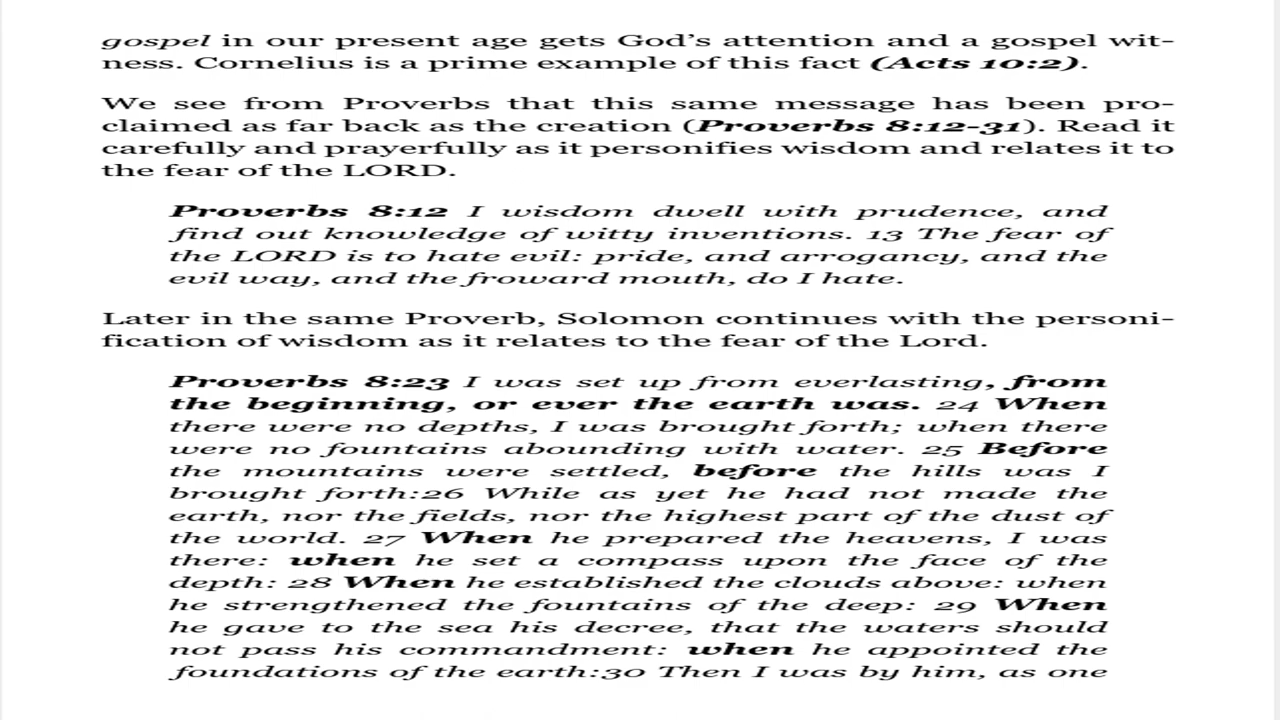 gospel in our present age gets God’s attention and a gospel wit-
ness. Cornelius is a prime example of this fact (Acts 10:2).
We see from Proverbs that this same message has been pro-
claimed as far back as the creation (Proverbs 8:12-31). Read it
carefully and prayerfully as it personifies wisdom and relates it to
the fear of the LORD.
Proverbs 8:12 I wisdom dwell with prudence, and
find out knowledge of witty inventions. 13 The fear of
the LORD is to hate evil: pride, and arrogancy, and the
evil way, and the froward mouth, do I hate.
Later in the same Proverb, Solomon continues with the personi-
fication of wisdom as it relates to the fear of the Lord.
Proverbs 8:23 I was set up from everlasting, from
the beginning, or ever the earth was. 24 When
there were no depths, I was brought forth; when there
were no fountains abounding with water. 25 Before
the mountains were settled, before the hills was I
brought forth:26 While as yet he had not made the
earth, nor the fields, nor the highest part of the dust of
the world. 27 When he prepared the heavens, I was
there: when he set a compass upon the face of the
depth: 28 When he established the clouds above: when
he strengthened the fountains of the deep: 29 When
he gave to the sea his decree, that the waters should
not pass his commandment: when he appointed the
foundations of the earth:30 Then I was by him, as one